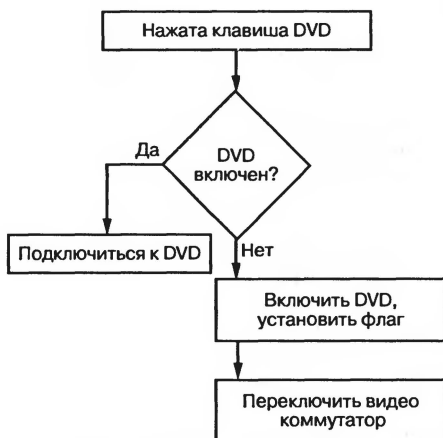 Нажата клавиша DVD
Да
DVD
включен?
Подключиться к DVD
Нет
Включить DVD,
установить флаг
Переключить видео
коммутатор